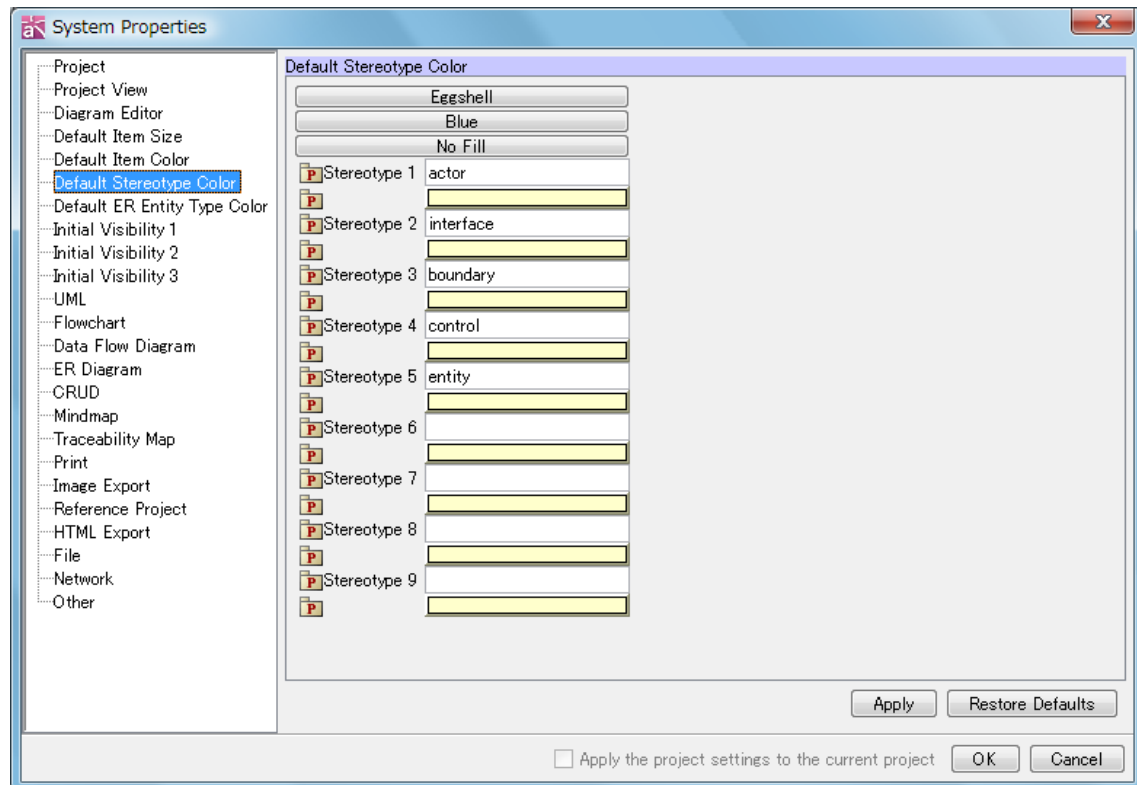 System Properties
Project
Project View
Diagram Editor
Default Item Size
Default Item Color
Default Stereotype Color
Default ER Entity Type Color
Initial Visibility 1
Initial Visibility 2
Initial Visibility 3
UML
Flowchart
Data Flow Diagram
ER Diagram
CRUD
Mindmap
Traceability Map
Print
Image Export
Reference Project
HTML Export
File
Network
Other
Default Stereotype Color
Eggshell
Blue
No Fill
P Stereotype 1 actor
P
P Stereotype 2 interface
P
P Stereotype 3 boundary
P
P Stereotype 4 control
P
P Stereotype 5 entity
P
P Stereotype 6
P
P Stereotype 7
P
P Stereotype 8
P
P Stereotype 9
P
Apply Restore Defaults
Apply the project settings to the current project OK Cancel